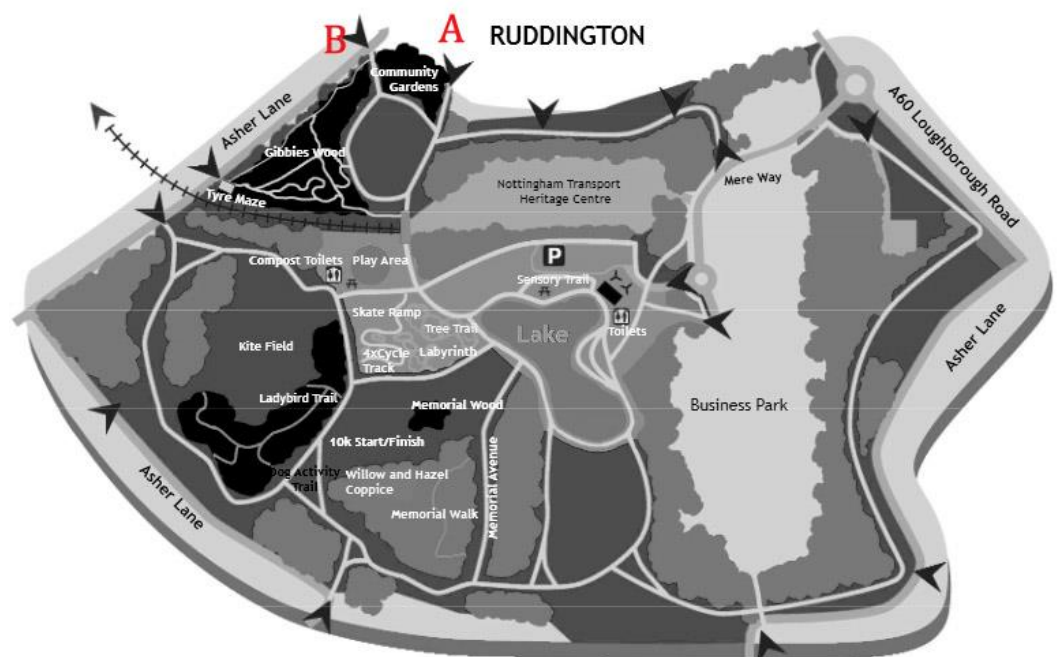 B
A
RUDDINGTON
Community
Gardens
Asher Lane
A60 Loughborough Road
Gibbies Wood
Nottingham Transport
Heritage Centre
Mere Way
Tyre Maze
Compost Toilets
Play Area
P
Sensory Trail
Skate Ramp
Tree Trail
Lake
Toilets
Kite Field
4xCycle
Track
Labyrinth
Asher Lane
Ladybird Trail
Memorial Wood
Business Park
10k Start/Finish
Dog Activity
Trail
Willow and Hazel
Coppice
Memorial Avenue
Asher Lane
Memorial Walk